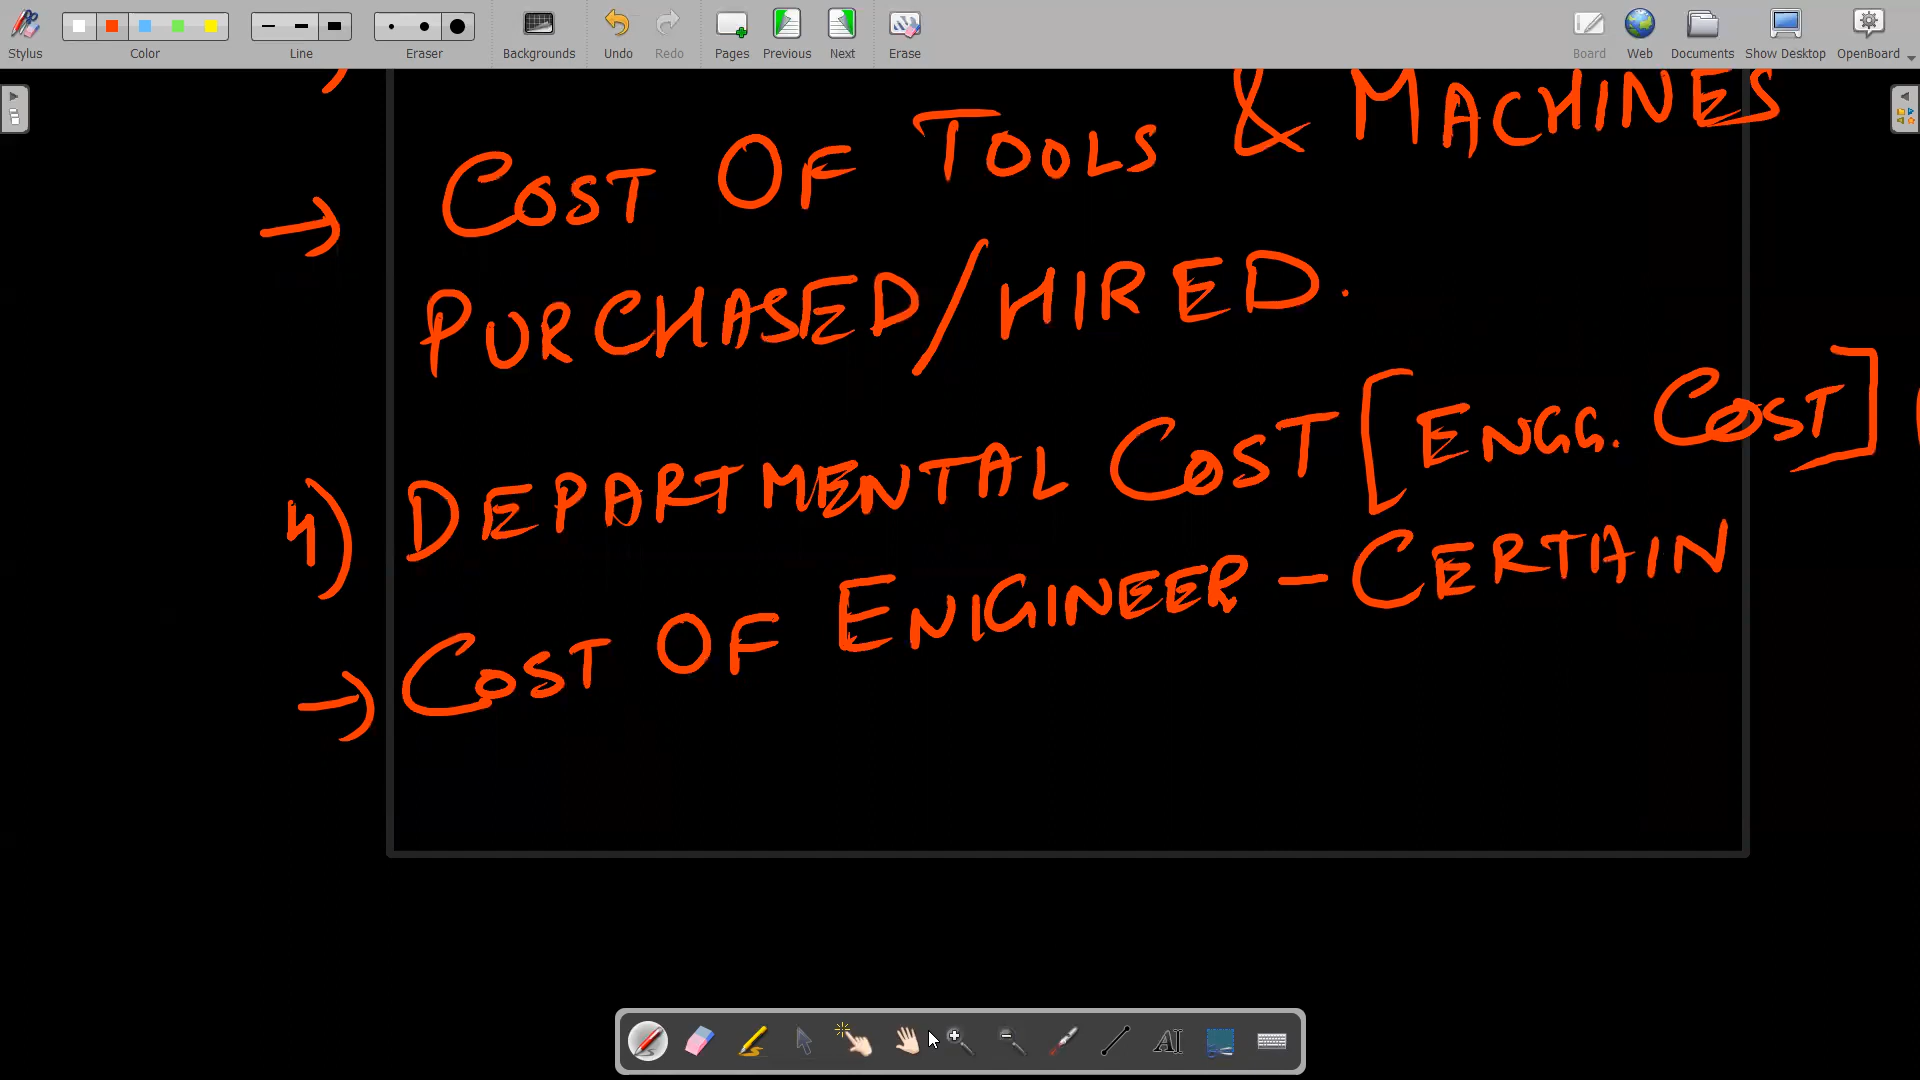 Stylus
Color
Line
Eraser
Backgrounds
Undo
Redo
Pages
Previous
Next
Erase
Board
Web
Documents
Show Desktop
OpenBoard
→ COST OF TOOLS & MACHINES
PURCHASED/HIRED.
4) DEPARTMENTAL COST [ENGG. COST]
→ COST OF ENIGINEER - CERTAIN